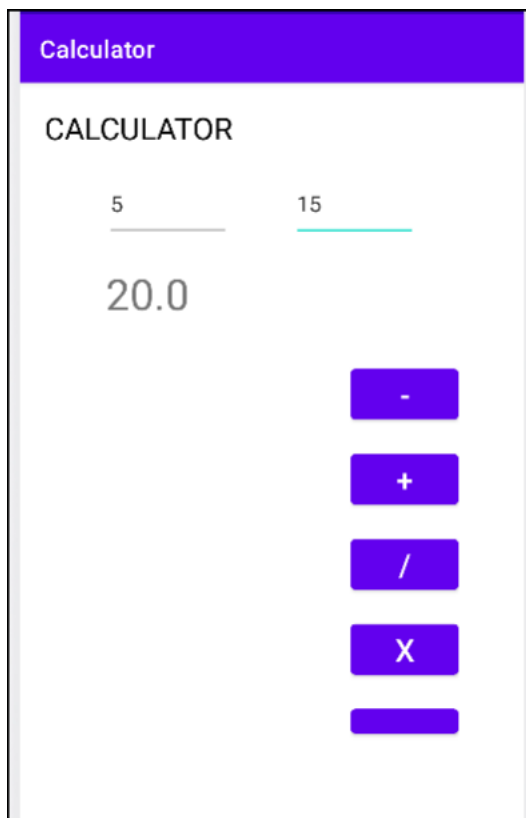 Calculator
CALCULATOR
5 15
20.0
-
+
/
X